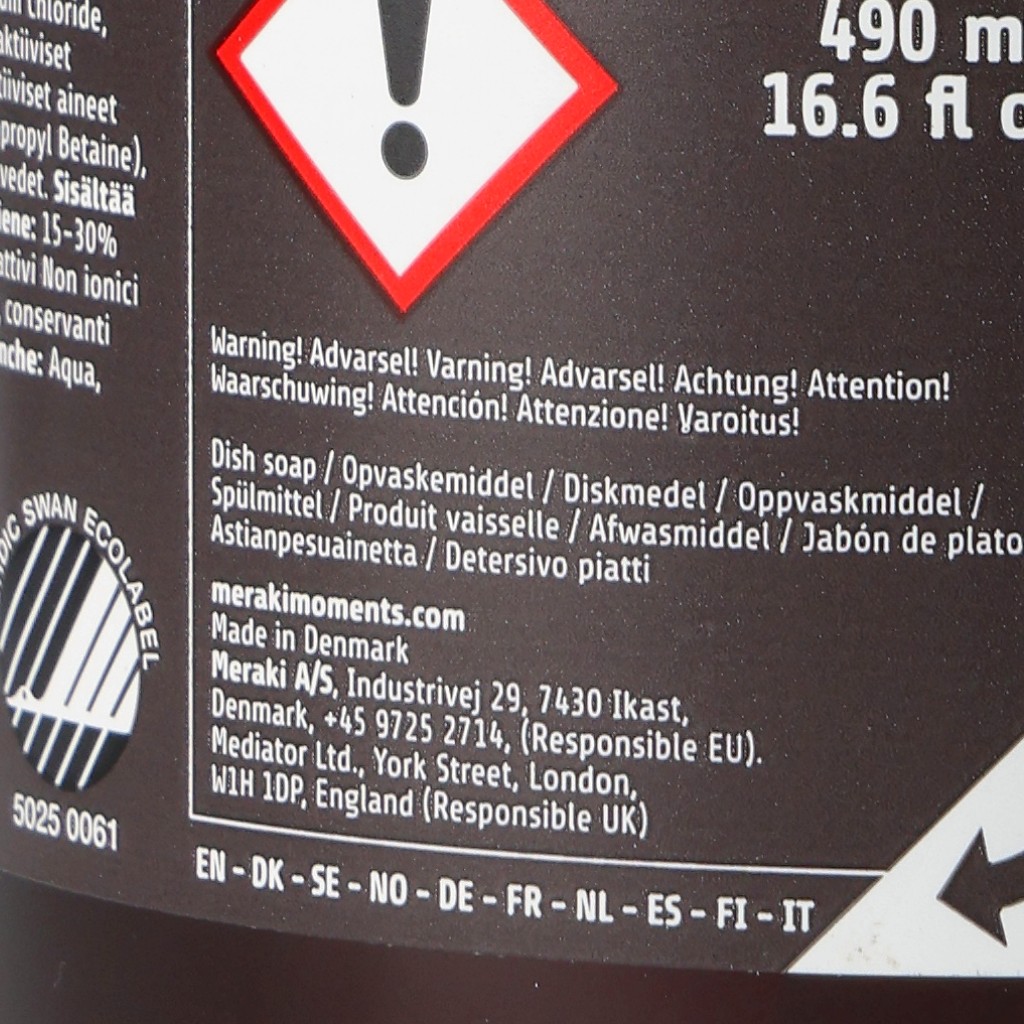 Chloride,
aktiiviset
aineet
propyl Betaine),
vedet. Sisältää
15-30%
Non ionici
conservanti
Aqua,
490
16.6 fl
Warning! Advarsel! Varning! Advarsel! Achtung! Attention!
Waarschuwing! Attención! Attenzione! Varoitus!
Dish soap / Opvaskemiddel / Diskmedel / Oppvaskmiddel /
Spülmittel / Produit vaisselle / Afwasmiddel / Jabón de plato
Astianpesuainetta / Detersivo piatti
merakimoments.com
Made in Denmark
Meraki A/S, Industrivej 29, 7430 Ikast,
Denmark, +45 9725 2714, (Responsible EU).
Mediator Ltd., York Street, London,
W1H 1DP, England (Responsible UK)
SWAN ECOLABEL
5025 0061
EN - DK - SE - NO - DE - FR - NL - ES - FI - IT